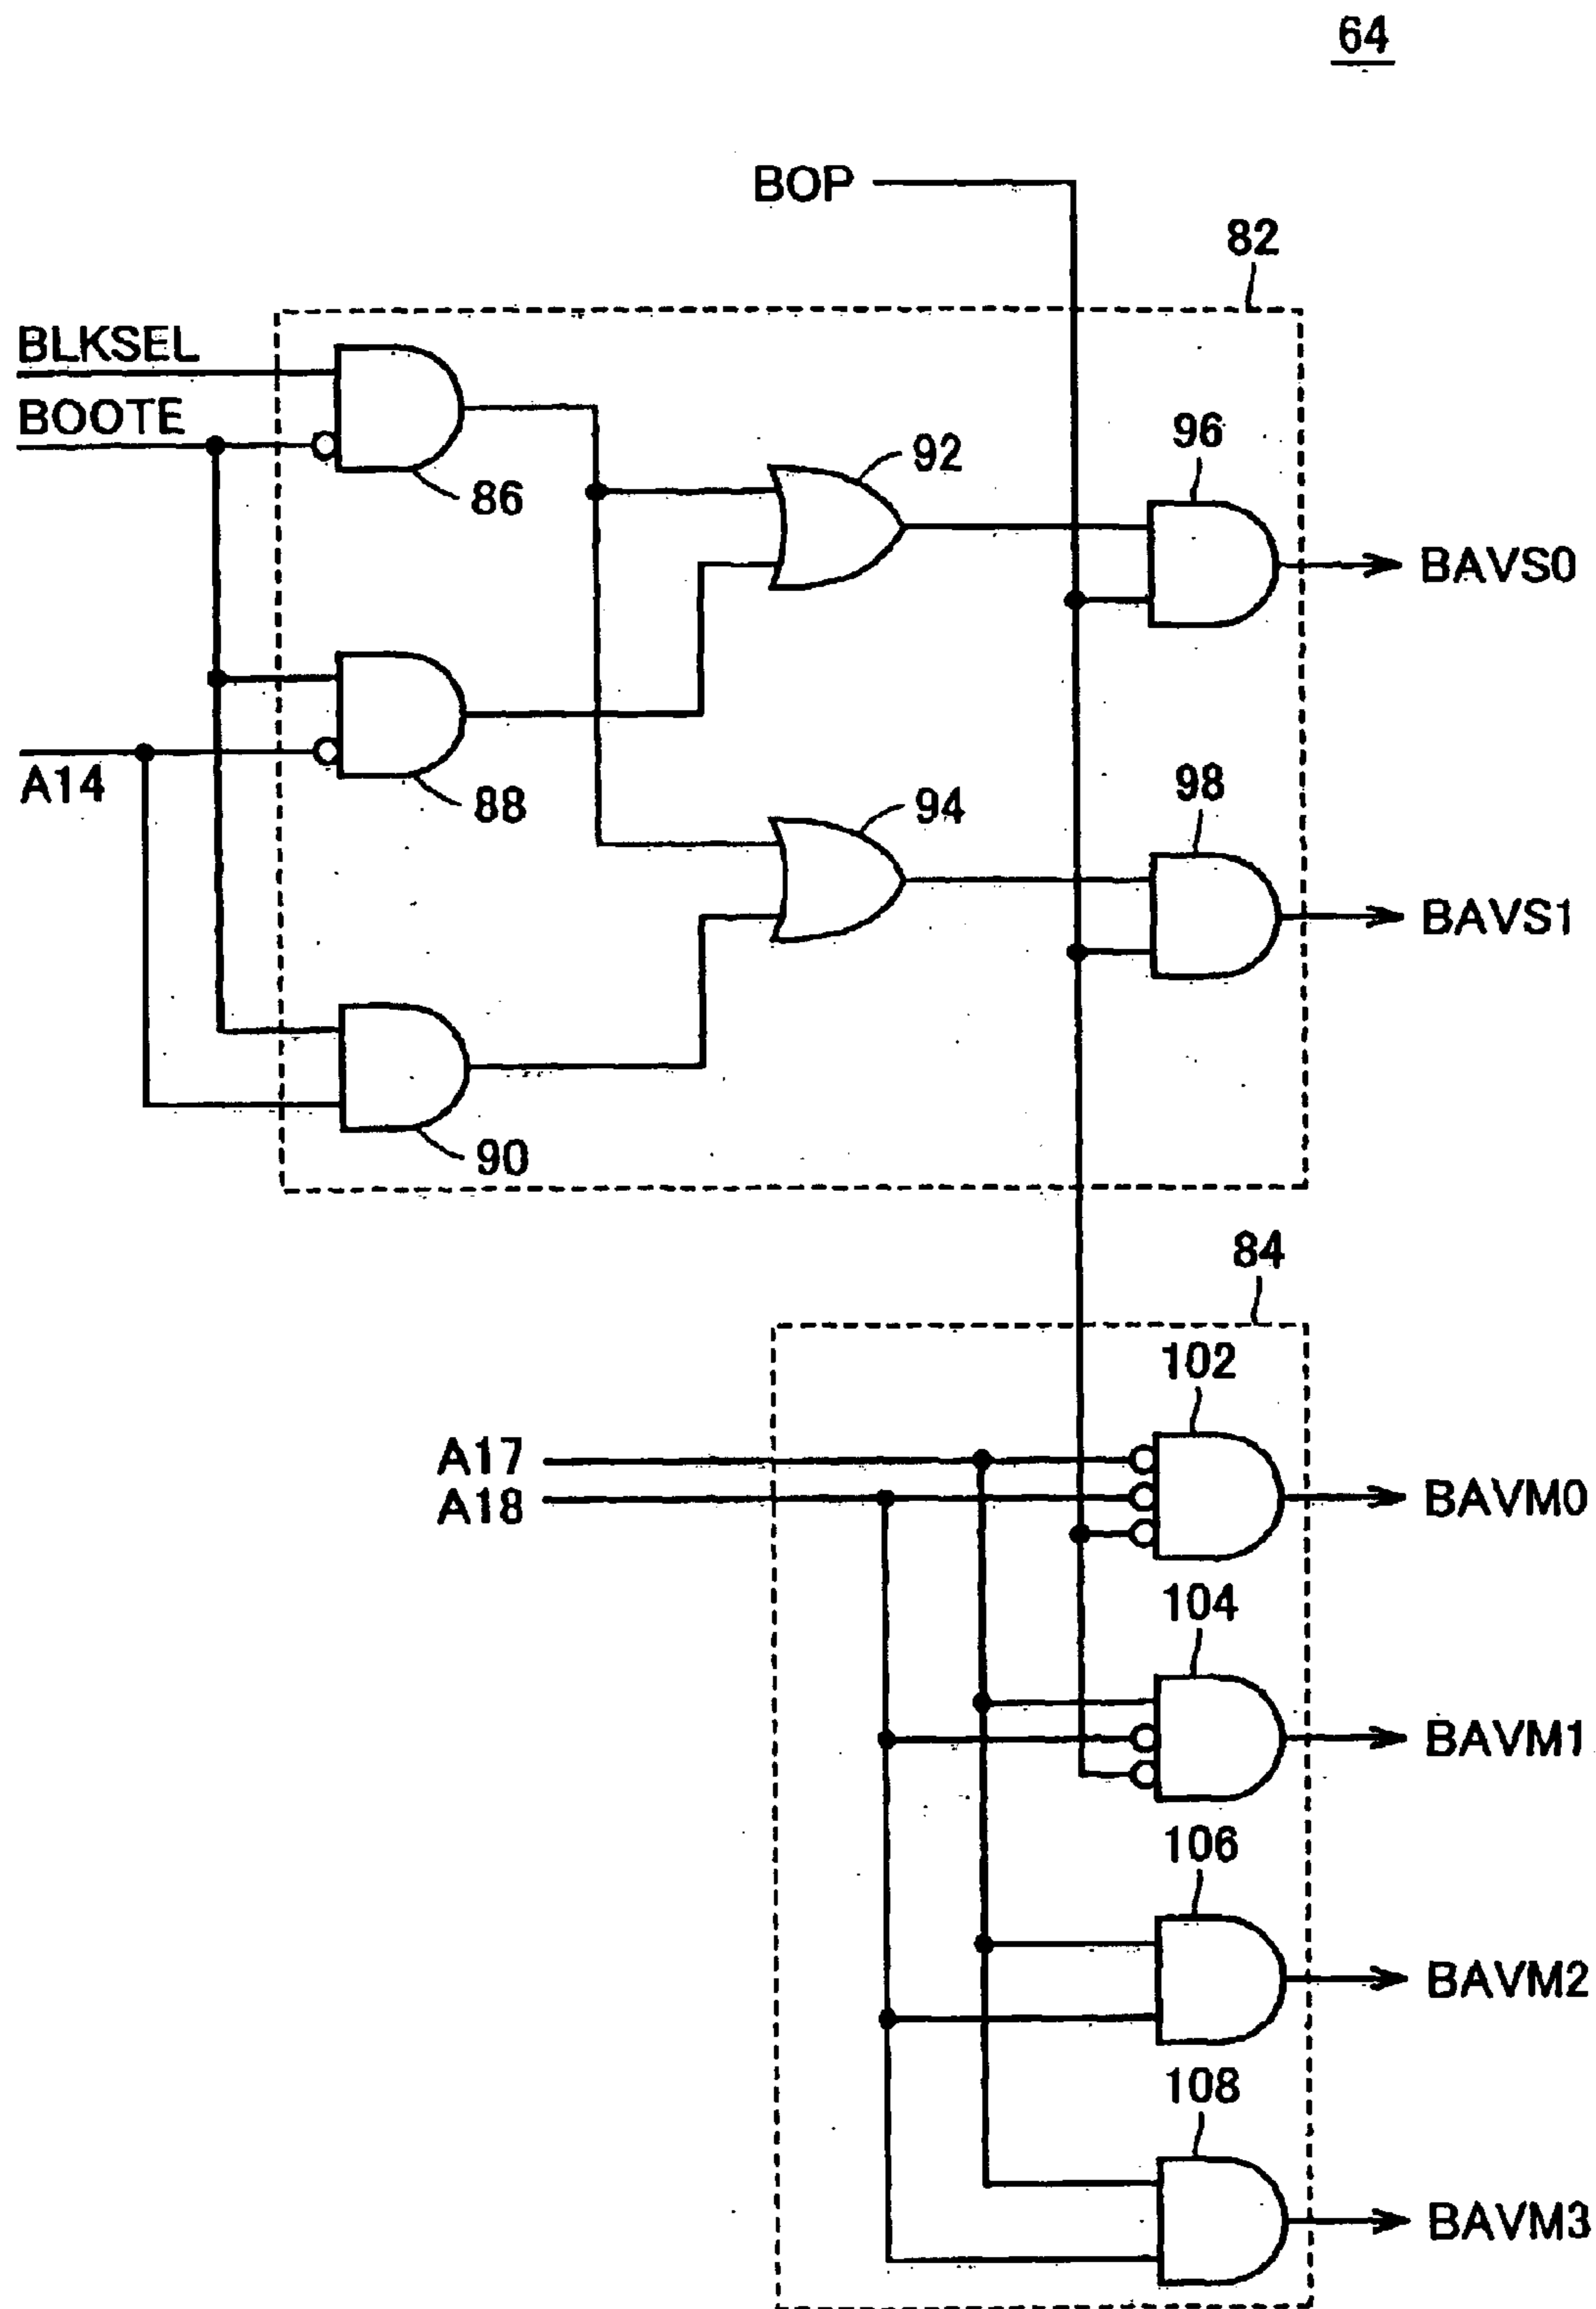 64
BOP
82
BLKSEL
BOOTE
86
92
96
BAVS0
A14
88
94
98
BAVS1
90
84
102
A17
A18
BAVM0
104
BAVM1
106
BAVM2
108
BAVM3